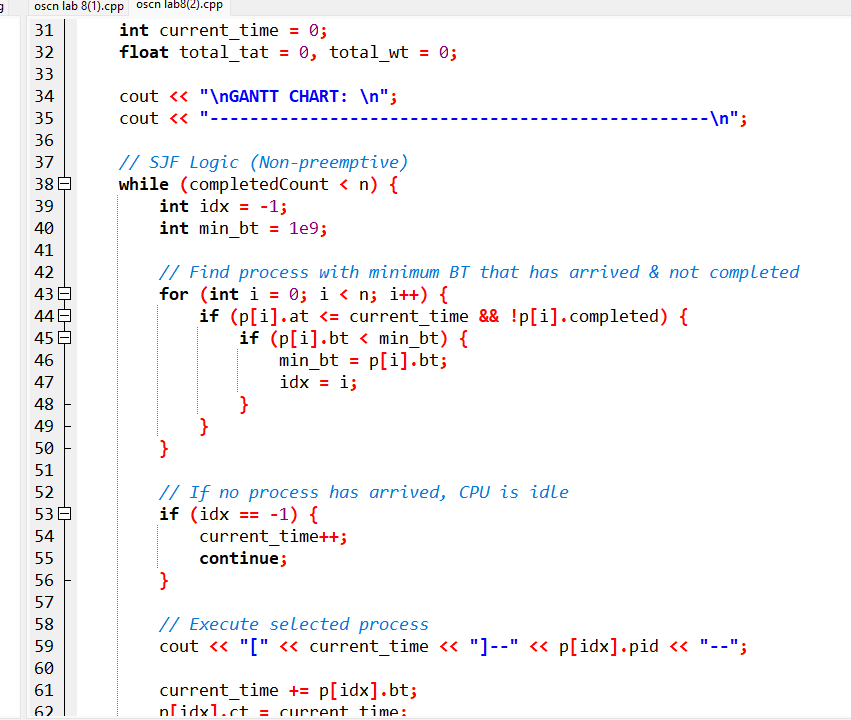 g oscn lab 8(1).cpp oscn lab8(2).cpp
31 int current_time = 0;
32 float total_tat = 0, total_wt = 0;
33
34 cout << "\nGANTT CHART: \n";
35 cout << "--------------------------------------------------\n";
36
37 // SJF Logic (Non-preemptive)
38 while (completedCount < n) {
39 int idx = -1;
40 int min_bt = 1e9;
41
42 // Find process with minimum BT that has arrived & not completed
43 for (int i = 0; i < n; i++) {
44 if (p[i].at <= current_time && !p[i].completed) {
45 if (p[i].bt < min_bt) {
46 min_bt = p[i].bt;
47 idx = i;
48 }
49 }
50 }
51
52 // If no process has arrived, CPU is idle
53 if (idx == -1) {
54 current_time++;
55 continue;
56 }
57
58 // Execute selected process
59 cout << "[" << current_time << "]--" << p[idx].pid << "--";
60
61 current_time += p[idx].bt;
62 p[idx].ct = current_time;